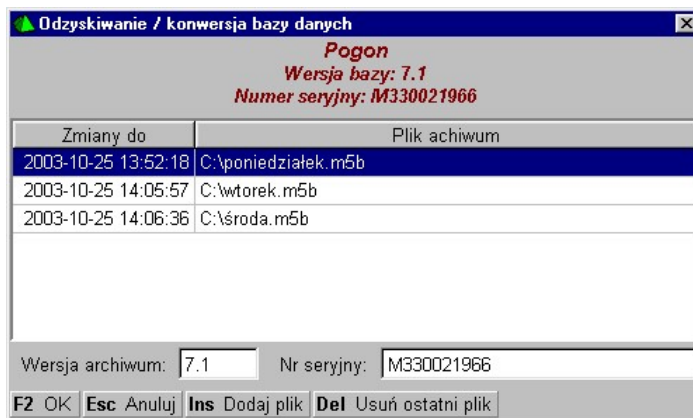 Odzyskiwanie / konwersja bazy danych
Pogon
Wersja bazy: 7.1
Numer seryjny: M330021966
Zmiany do Plik achiwum
2003-10-25 13:52:18 C:\poniedziałek.m5b
2003-10-25 14:05:57 C:\wtorek.m5b
2003-10-25 14:06:36 C:\środa.m5b
Wersja archiwum: 7.1 Nr seryjny: M330021966
F2 OK Esc Anuluj Ins Dodaj plik Del Usuń ostatni plik